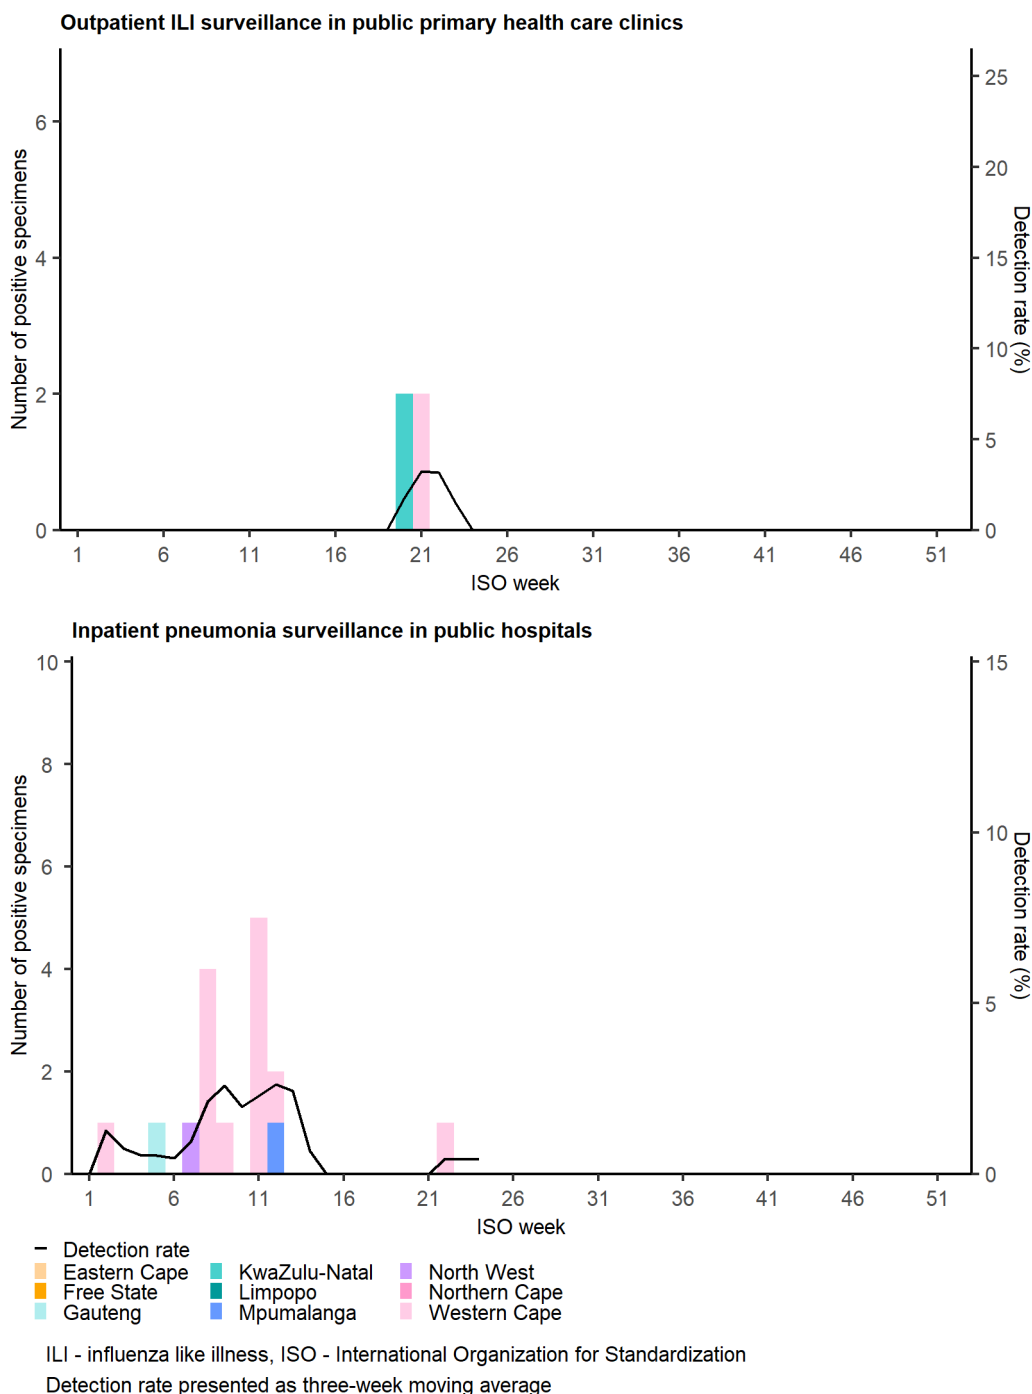 Outpatient ILI surveillance in public primary health care clinics
Number of positive specimens
6
4
2
0
25
20
15
10
5
0
Detection rate (%)
1 6 11 16 21 26 31 36 41 46 51
ISO week
Inpatient pneumonia surveillance in public hospitals
Number of positive specimens
10
8
6
4
2
0
15
10
5
0
Detection rate (%)
1 6 11 16 21 26 31 36 41 46 51
ISO week
Detection rate
Eastern Cape KwaZulu-Natal North West
Free State Limpopo Northern Cape
Gauteng Mpumalanga Western Cape
ILI - influenza like illness, ISO - International Organization for Standardization
Detection rate presented as three-week moving average